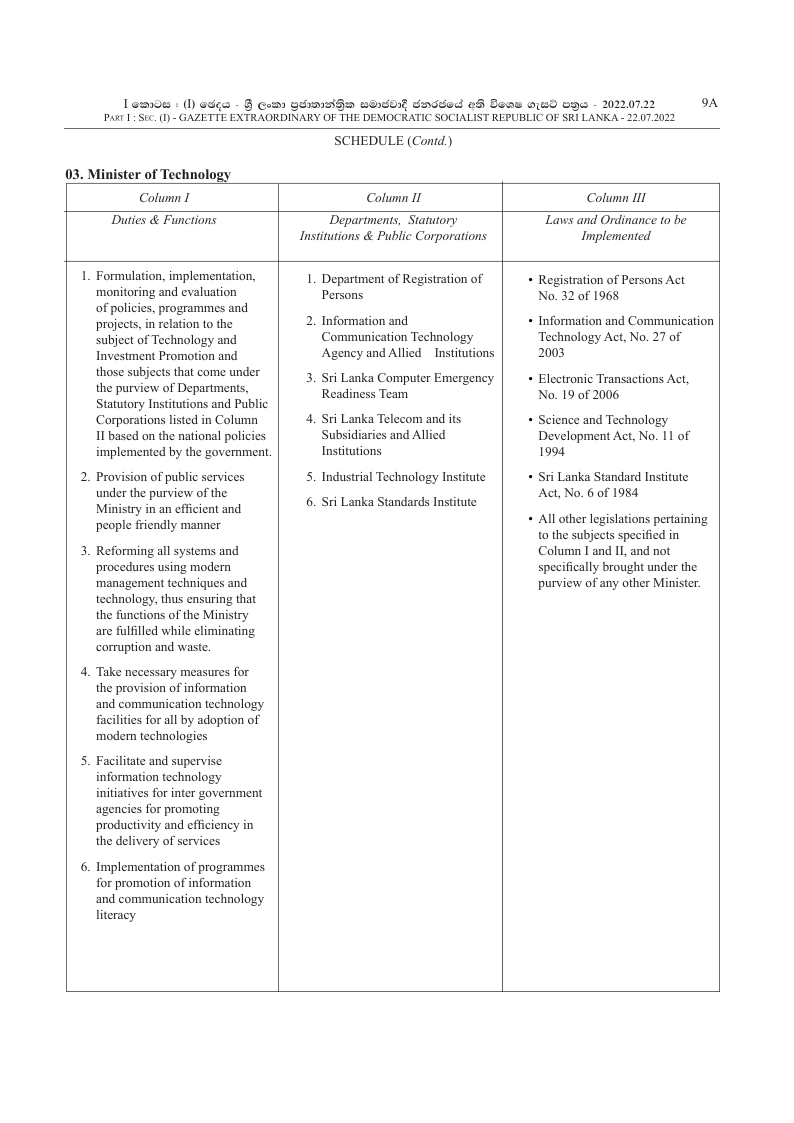 I කොටස : (I) ඡෙදය - ශ්‍රී ලංකා ප්‍රජාතාන්ත්‍රික සමාජවාදී ජනරජයේ අති විශෙෂ ගැසට් පත්‍රය - 2022.07.22
9A
PART I : SEC. (I) - GAZETTE EXTRAORDINARY OF THE DEMOCRATIC SOCIALIST REPUBLIC OF SRI LANKA - 22.07.2022
SCHEDULE (Contd.)
03. Minister of Technology
Column I
Duties & Functions
1. Formulation, implementation,
monitoring and evaluation
of policies, programmes and
projects, in relation to the
subject of Technology and
Investment Promotion and
those subjects that come under
the purview of Departments,
Statutory Institutions and Public
Corporations listed in Column
II based on the national policies
implemented by the government.
2. Provision of public services
under the purview of the
Ministry in an efficient and
people friendly manner
3. Reforming all systems and
procedures using modern
management techniques and
technology, thus ensuring that
the functions of the Ministry
are fulfilled while eliminating
corruption and waste.
4. Take necessary measures for
the provision of information
and communication technology
facilities for all by adoption of
modern technologies
5. Facilitate and supervise
information technology
initiatives for inter government
agencies for promoting
productivity and efficiency in
the delivery of services
6. Implementation of programmes
for promotion of information
and communication technology
literacy
Column II
Departments, Statutory
Institutions & Public Corporations
1. Department of Registration of
Persons
2. Information and
Communication Technology
Agency and Allied Institutions
3. Sri Lanka Computer Emergency
Readiness Team
4. Sri Lanka Telecom and its
Subsidiaries and Allied
Institutions
5. Industrial Technology Institute
6. Sri Lanka Standards Institute
Column III
Laws and Ordinance to be
Implemented
• Registration of Persons Act
No. 32 of 1968
• Information and Communication
Technology Act, No. 27 of
2003
• Electronic Transactions Act,
No. 19 of 2006
• Science and Technology
Development Act, No. 11 of
1994
• Sri Lanka Standard Institute
Act, No. 6 of 1984
• All other legislations pertaining
to the subjects specified in
Column I and II, and not
specifically brought under the
purview of any other Minister.